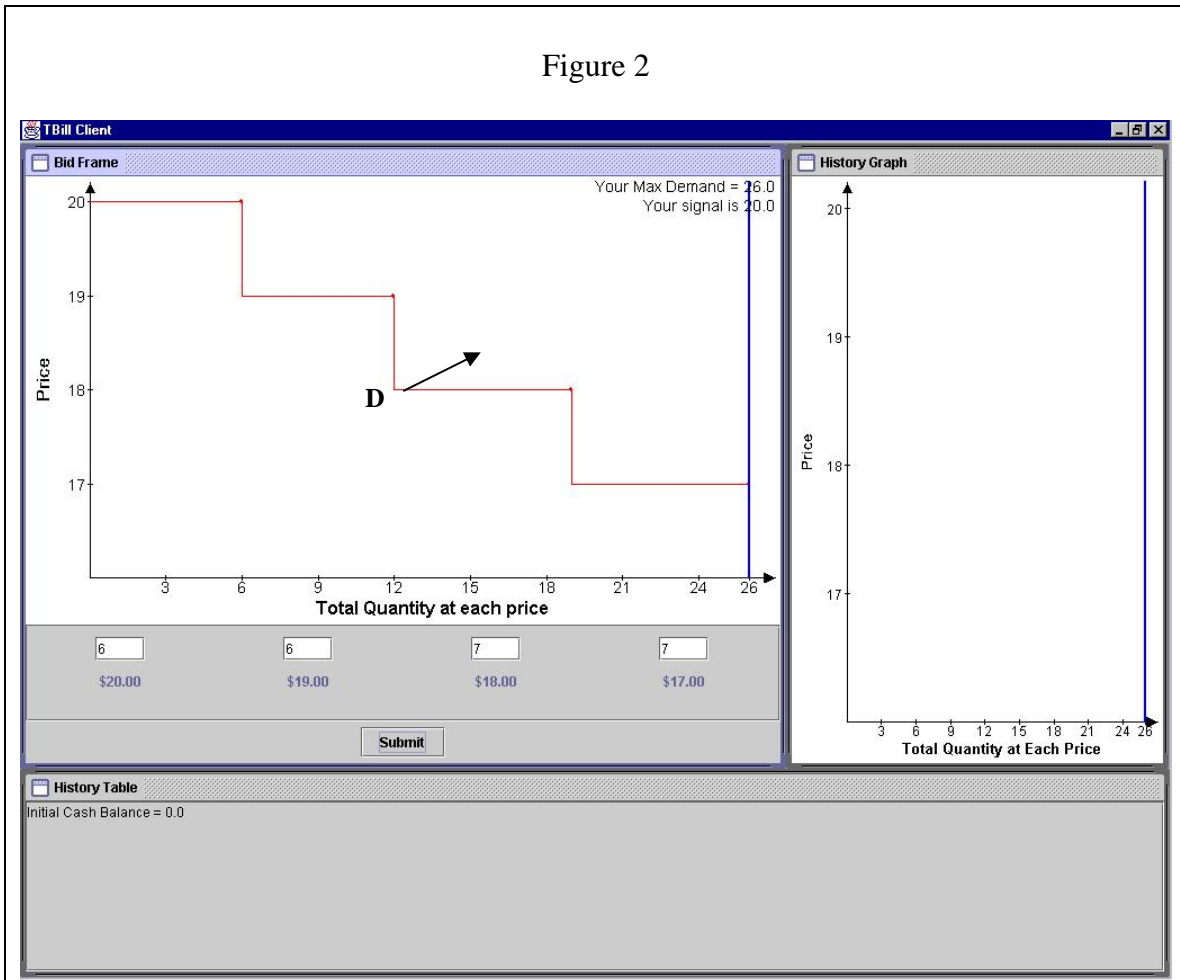 Figure 2
TBill Client
Bid Frame
Your Max Demand = 26.0
Your signal is 20.0
20
19
18
17
Price
D
3 6 9 12 15 18 21 24 26
Total Quantity at each price
6 6 7 7
$20.00 $19.00 $18.00 $17.00
Submit
History Graph
20
19
18
17
Price
3 6 9 12 15 18 21 24 26
Total Quantity at Each Price
History Table
Initial Cash Balance = 0.0